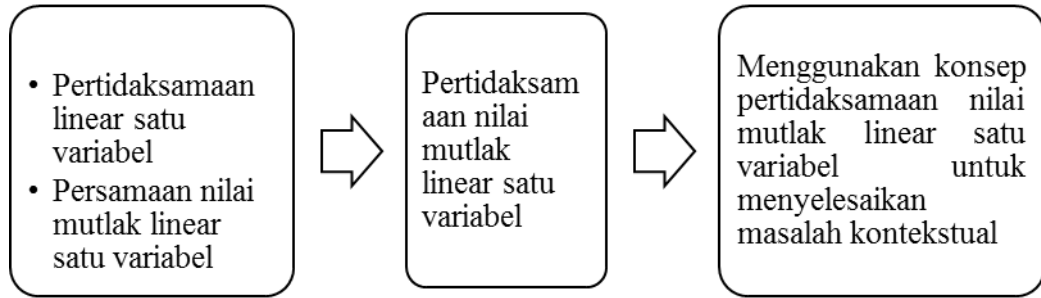 • Pertidaksamaan
linear satu
variabel
• Persamaan nilai
mutlak linear
satu variabel
Pertidaksam
aan nilai
mutlak
linear satu
variabel
Menggunakan konsep
pertidaksamaan nilai
mutlak linear satu
variabel untuk
menyelesaikan
masalah kontekstual